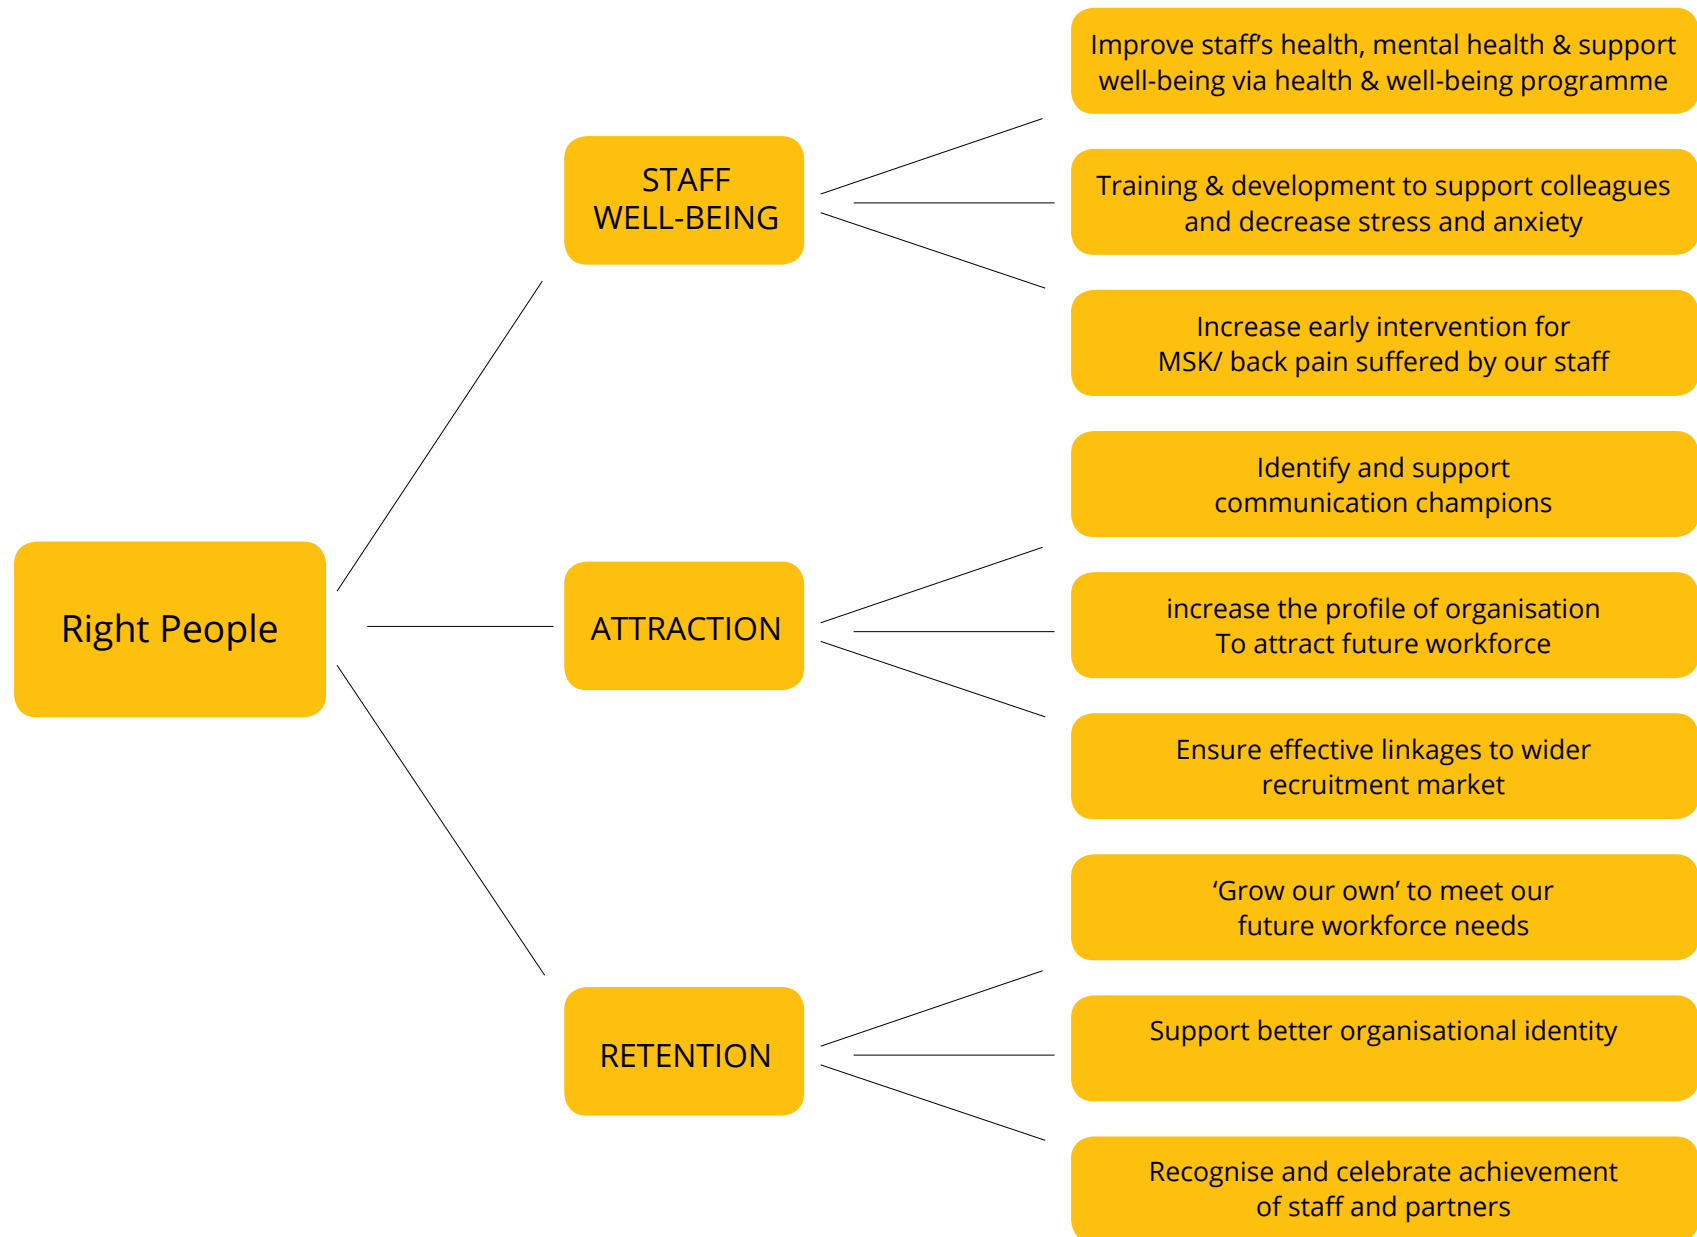 Right People
STAFF
WELL-BEING
Improve staff’s health, mental health & support
well-being via health & well-being programme
Training & development to support colleagues
and decrease stress and anxiety
Increase early intervention for
MSK/ back pain suffered by our staff
ATTRACTION
Identify and support
communication champions
increase the profile of organisation
To attract future workforce
Ensure effective linkages to wider
recruitment market
RETENTION
‘Grow our own’ to meet our
future workforce needs
Support better organisational identity
Recognise and celebrate achievement
of staff and partners